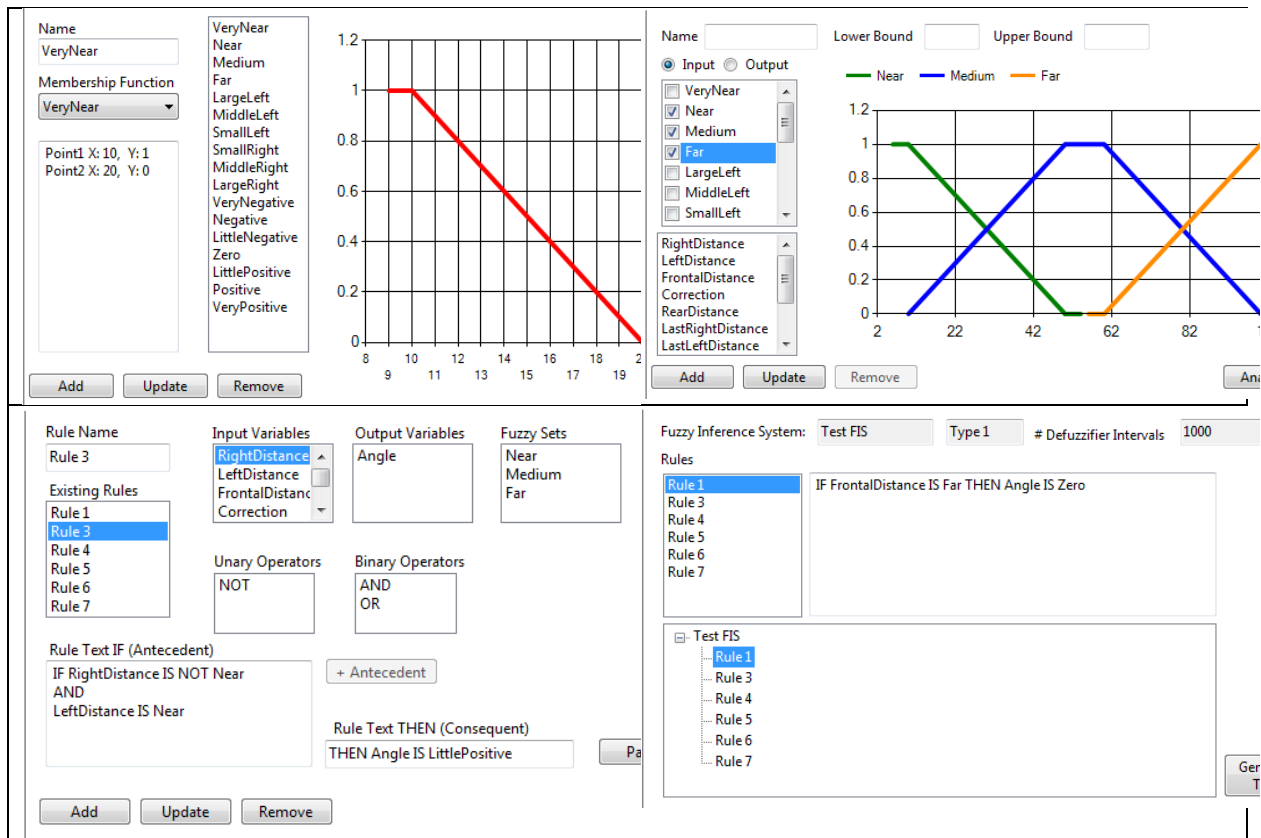 Name
VeryNear
Membership Function
VeryNear
Point1 X: 10, Y: 1
Point2 X: 20, Y: 0
VeryNear
Near
Medium
Far
LargeLeft
MiddleLeft
SmallLeft
SmallRight
MiddleRight
LargeRight
VeryNegative
Negative
LittleNegative
Zero
LittlePositive
Positive
VeryPositive
Add Update Remove
1.2
1
0.8
0.6
0.4
0.2
0
8 10 12 14 16 18 2
9 11 13 15 17 19
Name Lower Bound Upper Bound
Input Output
Near Medium Far
VeryNear
Near
Medium
Far
LargeLeft
MiddleLeft
SmallLeft
RightDistance
LeftDistance
FrontalDistance
Correction
RearDistance
LastRightDistance
LastLeftDistance
1.2
1
0.8
0.6
0.4
0.2
0
2 22 42 62 82 1
Add Update Remove Ana
Rule Name
Rule 3
Existing Rules
Rule 1
Rule 3
Rule 4
Rule 5
Rule 6
Rule 7
Input Variables
RightDistance
LeftDistance
FrontalDistanc
Correction
Output Variables
Angle
Fuzzy Sets
Near
Medium
Far
Unary Operators
NOT
Binary Operators
AND
OR
Rule Text IF (Antecedent)
IF RightDistance IS NOT Near
AND
LeftDistance IS Near
+ Antecedent
Rule Text THEN (Consequent)
THEN Angle IS LittlePositive
Pa
Add Update Remove
Fuzzy Inference System: Test FIS Type 1 # Defuzzifier Intervals 1000
Rules
Rule 1
Rule 3
Rule 4
Rule 5
Rule 6
Rule 7
IF FrontalDistance IS Far THEN Angle IS Zero
Test FIS
Rule 1
Rule 3
Rule 4
Rule 5
Rule 6
Rule 7
Ger
T